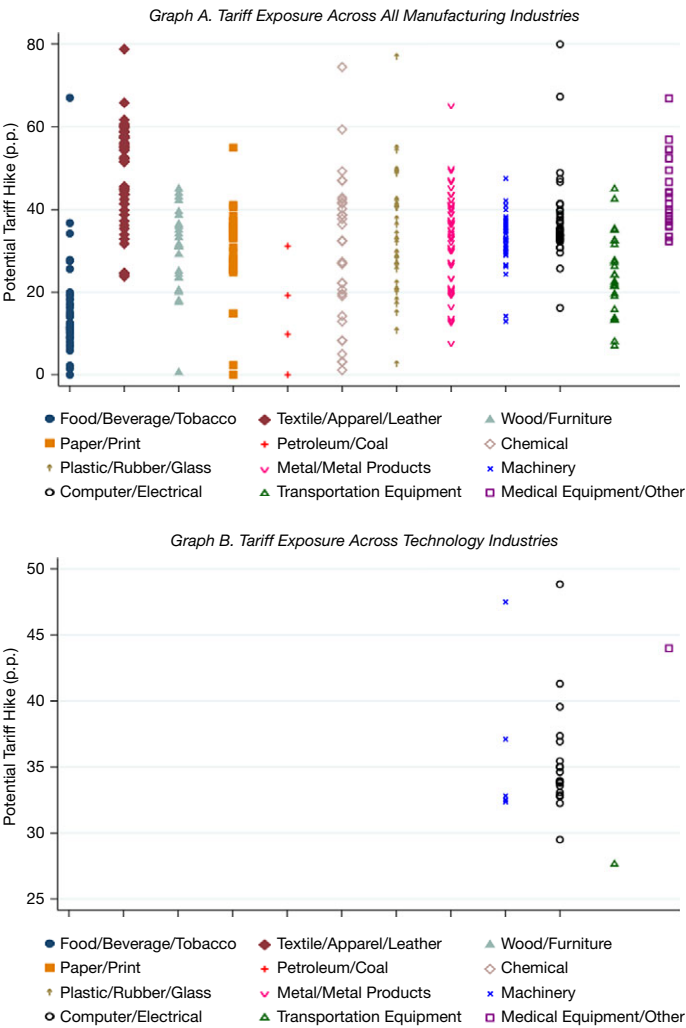 Graph A. Tariff Exposure Across All Manufacturing Industries
Potential Tariff Hike (p.p.)
80
60
40
20
0
Food/Beverage/Tobacco
Textile/Apparel/Leather
Wood/Furniture
Paper/Print
Petroleum/Coal
Chemical
Plastic/Rubber/Glass
Metal/Metal Products
Machinery
Computer/Electrical
Transportation Equipment
Medical Equipment/Other
Graph B. Tariff Exposure Across Technology Industries
Potential Tariff Hike (p.p.)
50
45
40
35
30
25
Food/Beverage/Tobacco
Textile/Apparel/Leather
Wood/Furniture
Paper/Print
Petroleum/Coal
Chemical
Plastic/Rubber/Glass
Metal/Metal Products
Machinery
Computer/Electrical
Transportation Equipment
Medical Equipment/Other